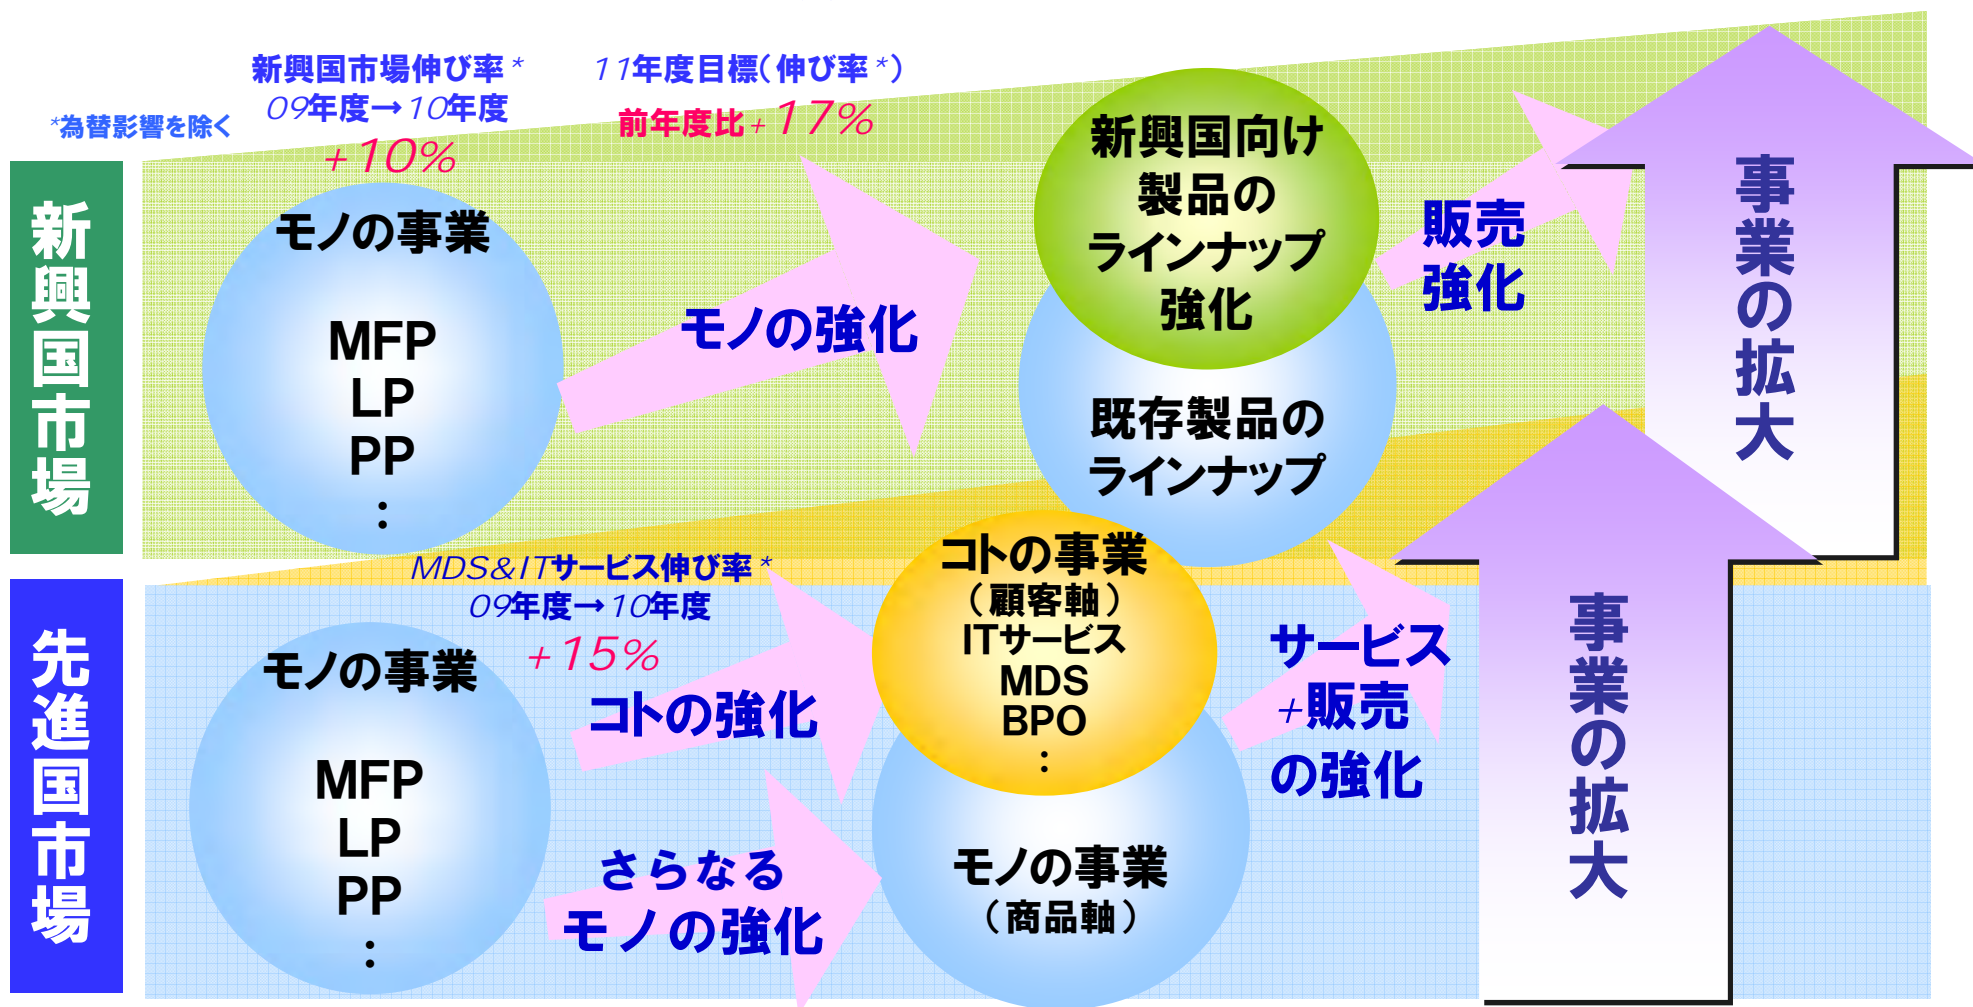 新興国市場伸び率*
09年度→10年度
+10%
11年度目標(伸び率*)
前年度比+17%
*為替影響を除く
新興国市場
モノの事業
MFP
LP
PP
:
モノの強化
新興国向け
製品の
ラインナップ
強化
既存製品の
ラインナップ
販売
強化
事業の拡大
先進国市場
MDS&ITサービス伸び率*
09年度→10年度
+15%
モノの事業
MFP
LP
PP
:
コトの強化
さらなる
モノの強化
コトの事業
(顧客軸)
ITサービス
MDS
BPO
:
モノの事業
(商品軸)
サービス
+販売
の強化
事業の拡大